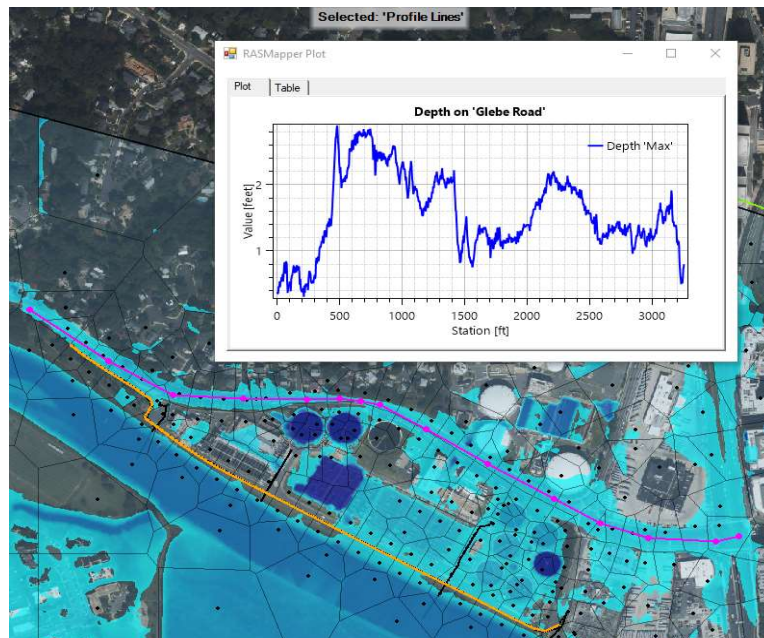 Selected: 'Profile Lines'
RASMapper Plot
Plot Table
Depth on 'Glebe Road'
Depth 'Max'
Value [feet]
2
1
0 500 1000 1500 2000 2500 3000
Station [ft]